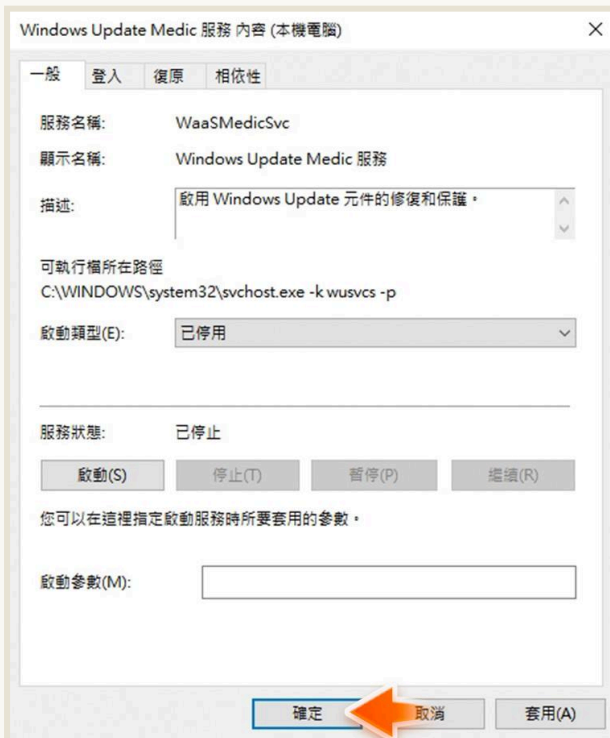 Windows Update Medic 服務 內容 (本機電腦)
一般 登入 復原 相依性
服務名稱: WaaSMedicSvc
顯示名稱: Windows Update Medic 服務
描述: 啟用 Windows Update 元件的修復和保護。
可執行檔所在路徑
C:\WINDOWS\system32\svchost.exe -k wusvcs -p
啟動類型(E): 已停用
服務狀態: 已停止
啟動(S) 停止(T) 暫停(P) 繼續(R)
您可以在這裡指定啟動服務時所要套用的參數。
啟動參數(M):
確定 取消 套用(A)